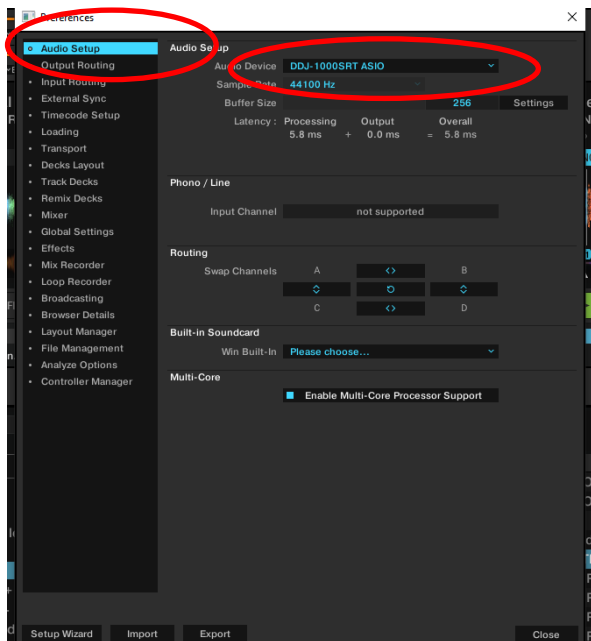 Preferences
Audio Setup
Output Routing
Input Routing
External Sync
Timecode Setup
Loading
Transport
Decks Layout
Track Decks
Remix Decks
Mixer
Global Settings
Effects
Mix Recorder
Loop Recorder
Broadcasting
Browser Details
Layout Manager
File Management
Analyze Options
Controller Manager
Audio Setup
Audio Device DDJ-1000SRT ASIO
Sample Rate 44100 Hz
Buffer Size 256 Settings
Latency : Processing Output Overall
5.8 ms + 0.0 ms = 5.8 ms
Phono / Line
Input Channel not supported
Routing
Swap Channels A <> B
C <> D
Built-in Soundcard
Win Built-In Please choose...
Multi-Core
Enable Multi-Core Processor Support
Setup Wizard Import Export Close